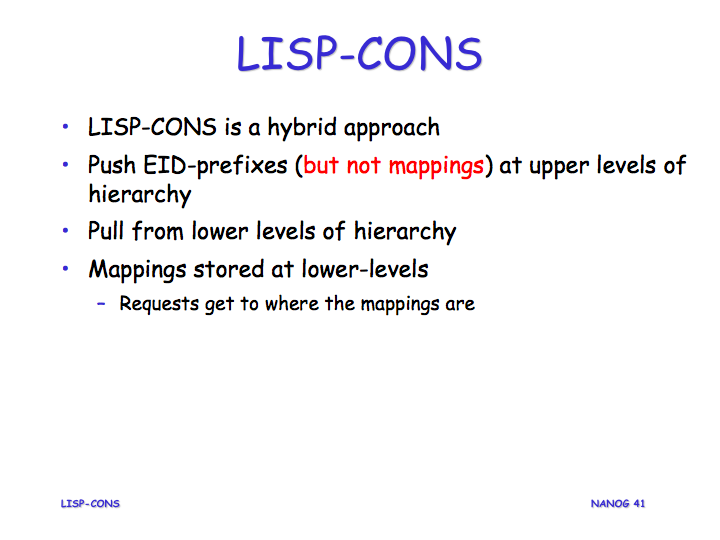 LISP-CONS
• LISP-CONS is a hybrid approach
• Push EID-prefixes (but not mappings) at upper levels of
hierarchy
• Pull from lower levels of hierarchy
• Mappings stored at lower-levels
– Requests get to where the mappings are
LISP-CONS
NANOG 41